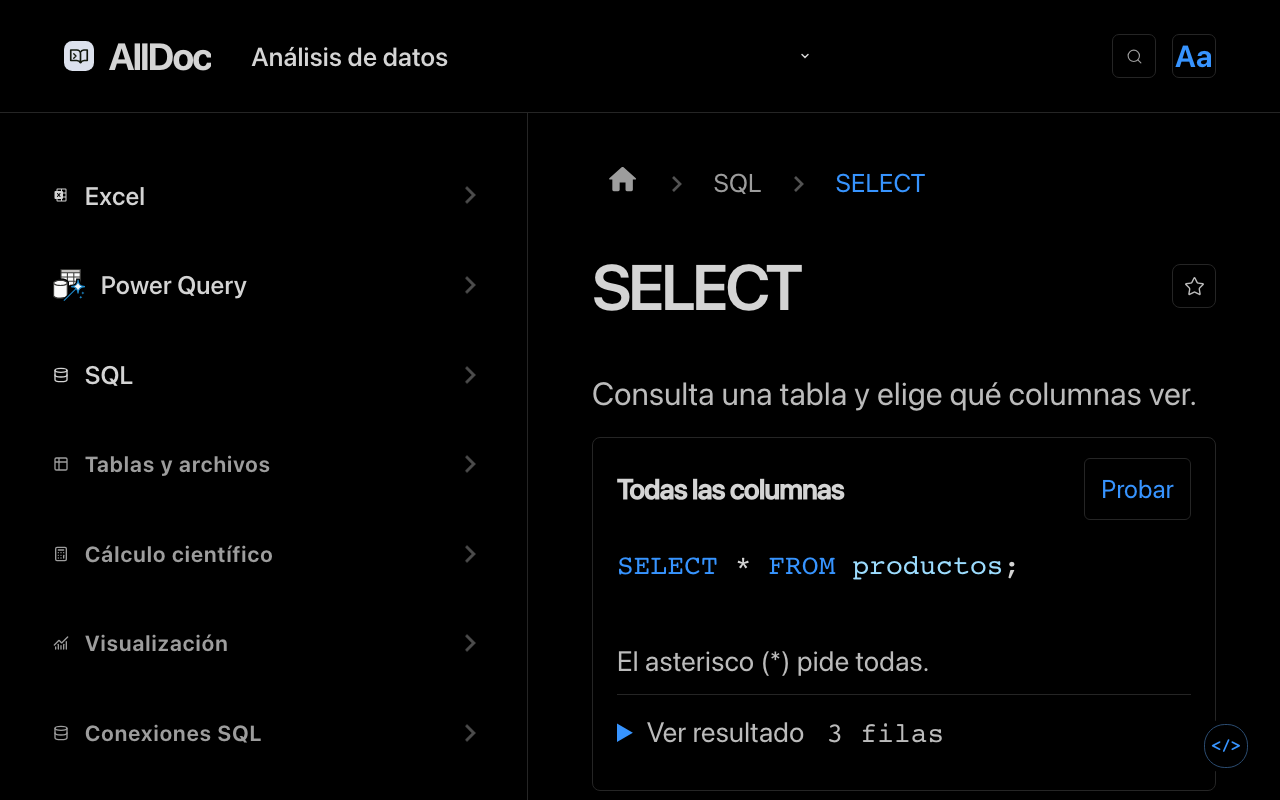 AllDoc
Análisis de datos
Aa
Excel
Power Query
SQL
Tablas y archivos
Cálculo científico
Visualización
Conexiones SQL
SQL
SELECT
SELECT
Consulta una tabla y elige qué columnas ver.
Todas las columnas
Probar
SELECT * FROM productos;
El asterisco (*) pide todas.
Ver resultado 3 filas
</>